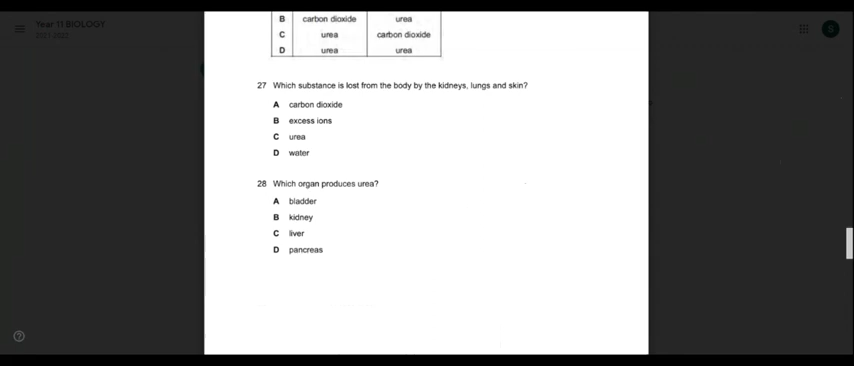 Year 11 BIOLOGY
2021-2022
S
B carbon dioxide urea
C urea carbon dioxide
D urea urea
27 Which substance is lost from the body by the kidneys, lungs and skin?
A carbon dioxide
B excess ions
C urea
D water
28 Which organ produces urea?
A bladder
B kidney
C liver
D pancreas